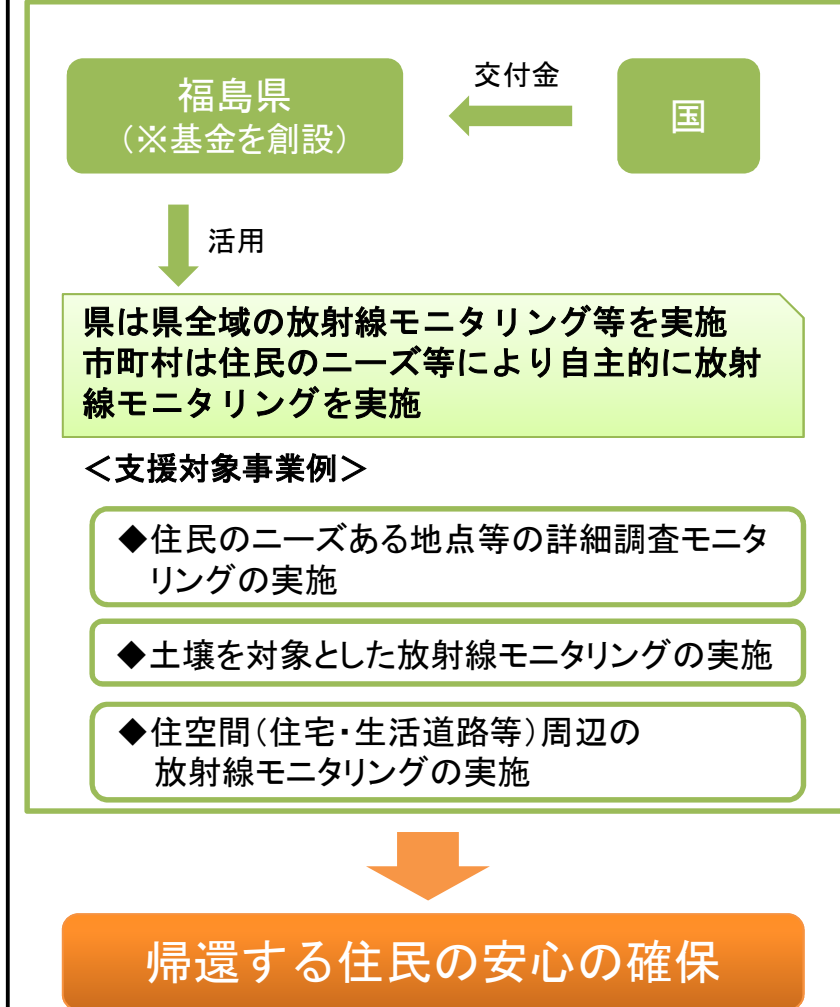 福島県
（※基金を創設）
交付金
国
活用
県は県全域の放射線モニタリング等を実施
市町村は住民のニーズ等により自主的に放射
線モニタリングを実施
＜支援対象事業例＞
◆住民のニーズある地点等の詳細調査モニタ
リングの実施
◆土壌を対象とした放射線モニタリングの実施
◆住空間（住宅・生活道路等）周辺の
放射線モニタリングの実施
帰還する住民の安心の確保